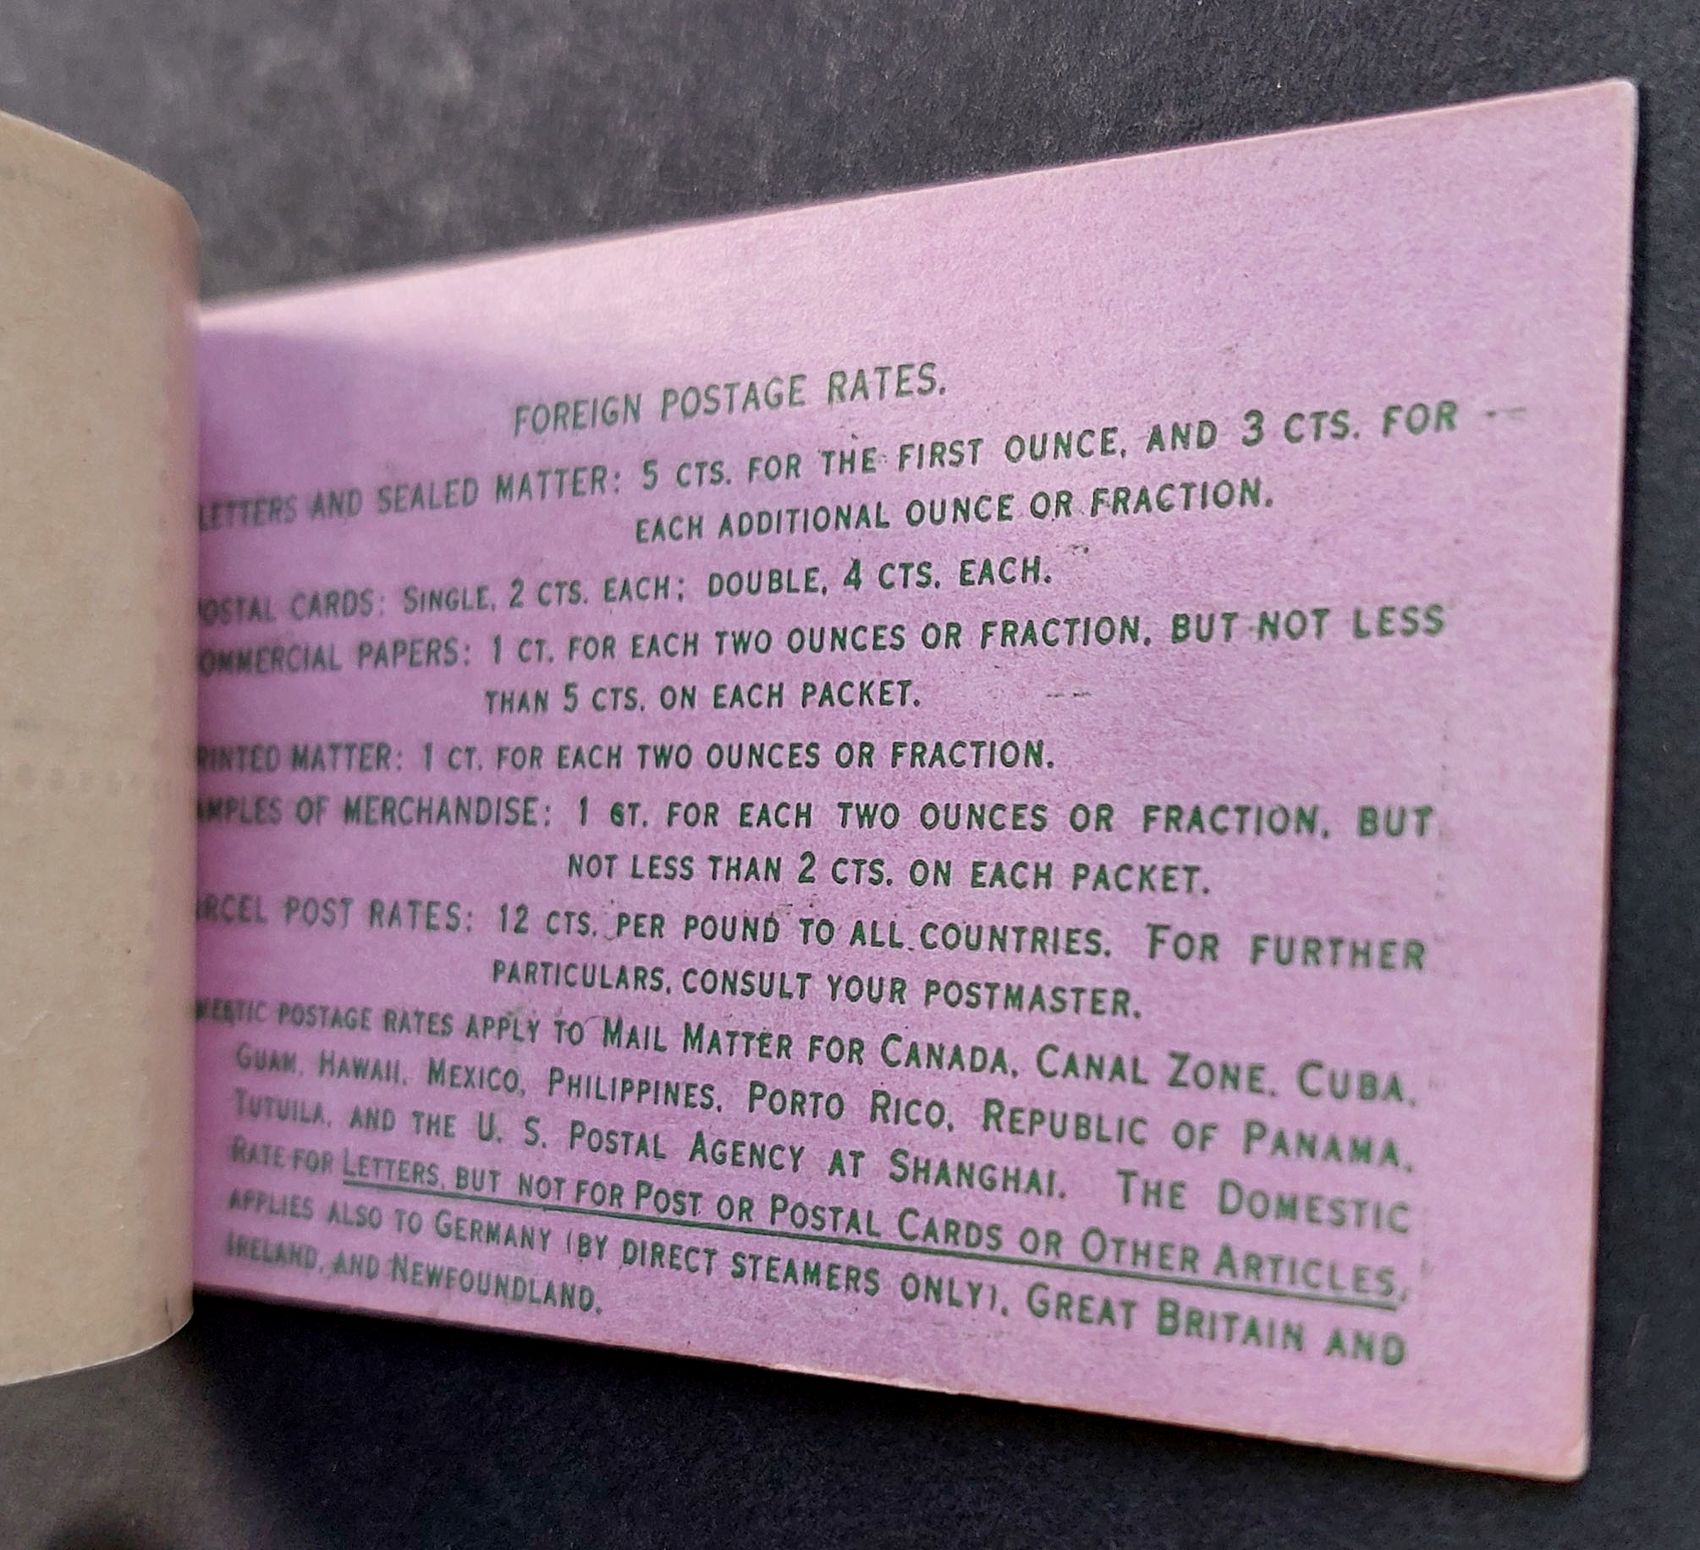 FOREIGN POSTAGE RATES.
LETTERS AND SEALED MATTER: 5 CTS. FOR THE FIRST OUNCE, AND 3 CTS. FOR
EACH ADDITIONAL OUNCE OR FRACTION.
OSTAL CARDS: SINGLE, 2 CTS. EACH; DOUBLE, 4 CTS. EACH.
OMMERCIAL PAPERS: 1 CT. FOR EACH TWO OUNCES OR FRACTION, BUT NOT LESS
THAN 5 CTS. ON EACH PACKET.
RINTED MATTER: 1 CT. FOR EACH TWO OUNCES OR FRACTION.
AMPLES OF MERCHANDISE: 1 CT. FOR EACH TWO OUNCES OR FRACTION, BUT
NOT LESS THAN 2 CTS. ON EACH PACKET.
ARCEL POST RATES: 12 CTS. PER POUND TO ALL COUNTRIES. FOR FURTHER
PARTICULARS, CONSULT YOUR POSTMASTER.
MESTIC POSTAGE RATES APPLY TO MAIL MATTER FOR CANADA, CANAL ZONE, CUBA,
GUAM, HAWAII, MEXICO, PHILIPPINES, PORTO RICO, REPUBLIC OF PANAMA,
TUTUILA, AND THE U. S. POSTAL AGENCY AT SHANGHAI. THE DOMESTIC
RATE FOR LETTERS, BUT NOT FOR POST OR POSTAL CARDS OR OTHER ARTICLES,
APPLIES ALSO TO GERMANY (BY DIRECT STEAMERS ONLY), GREAT BRITAIN AND
IRELAND, AND NEWFOUNDLAND.